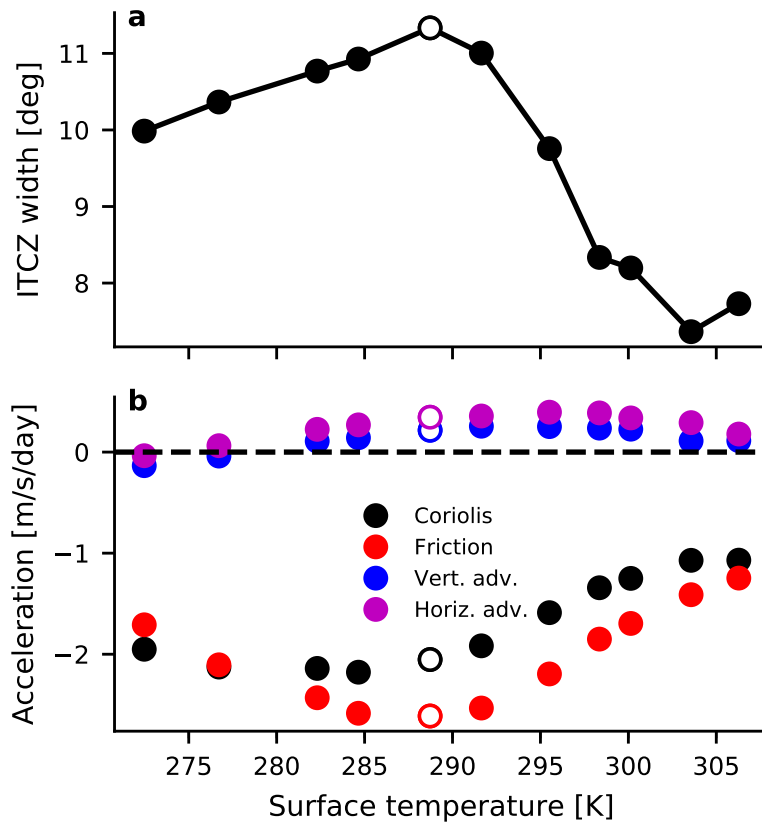 a
ITCZ width [deg]
11
10
9
8
b
Acceleration [m/s/day]
0
−1
−2
Coriolis
Friction
Vert. adv.
Horiz. adv.
275 280 285 290 295 300 305
Surface temperature [K]